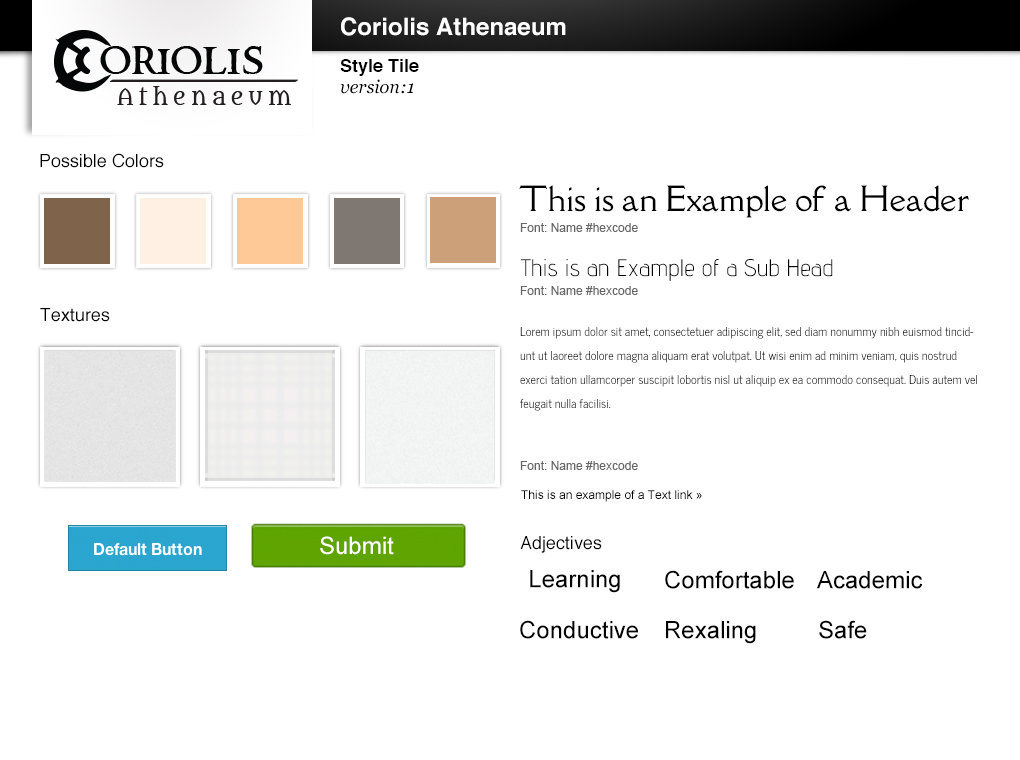 CORIOLIS
Athenaeum
Coriolis Athenaeum
Style Tile
version:1
Possible Colors
Textures
Default Button
Submit
This is an Example of a Header
Font: Name #hexcode
This is an Example of a Sub Head
Font: Name #hexcode
Lorem ipsum dolor sit amet, consectetuer adipiscing elit, sed diam nonummy nibh euismod tincid-
unt ut laoreet dolore magna aliquam erat volutpat. Ut wisi enim ad minim veniam, quis nostrud
exerci tation ullamcorper suscipit lobortis nisl ut aliquip ex ea commodo consequat. Duis autem vel
feugait nulla facilisi.
Font: Name #hexcode
This is an example of a Text link »
Adjectives
Learning Comfortable Academic
Conductive Rexaling Safe